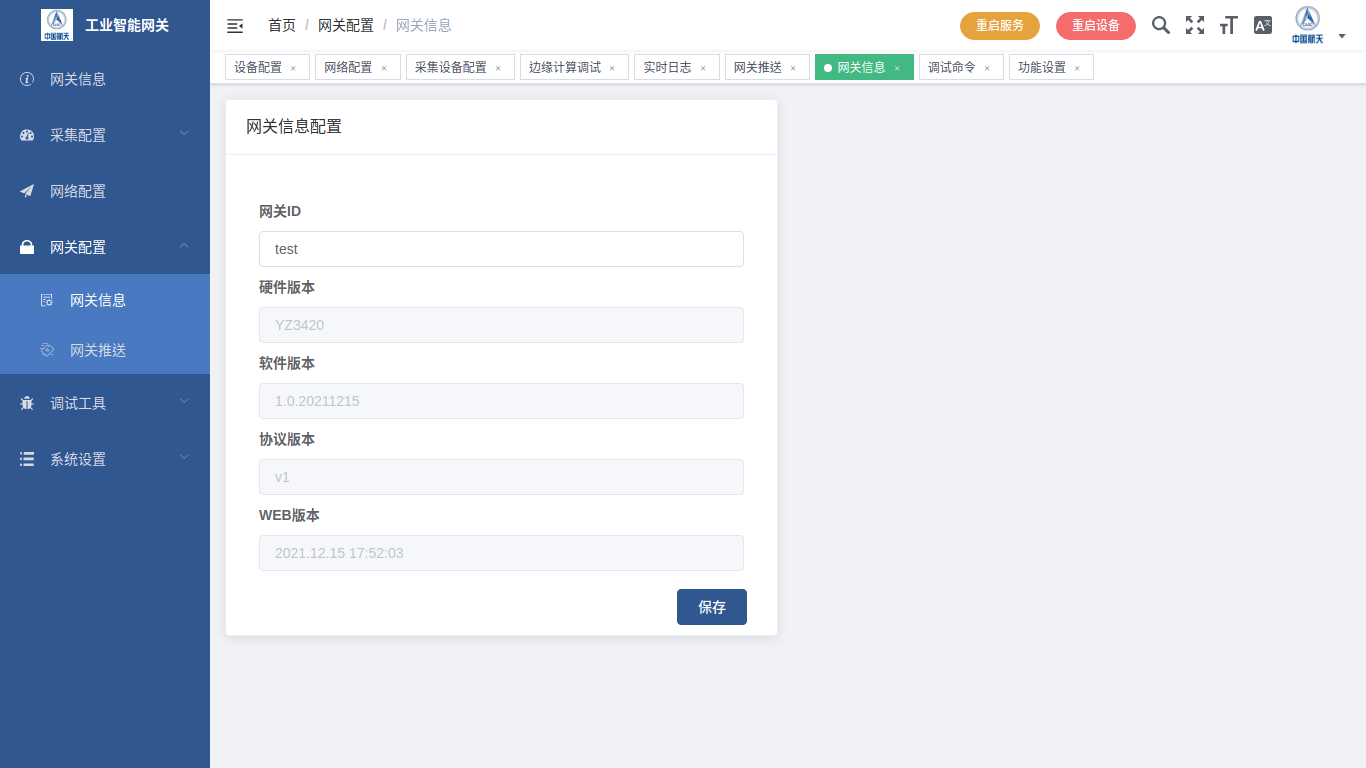 中国航天
工业智能网关
首页 / 网关配置 / 网关信息
重启服务
重启设备
中国航天
设备配置 ×
网络配置 ×
采集设备配置 ×
边缘计算调试 ×
实时日志 ×
网关推送 ×
网关信息 ×
调试命令 ×
功能设置 ×
网关信息
采集配置
网络配置
网关配置
网关信息
网关推送
调试工具
系统设置
网关信息配置
网关ID
test
硬件版本
YZ3420
软件版本
1.0.20211215
协议版本
v1
WEB版本
2021.12.15 17:52:03
保存